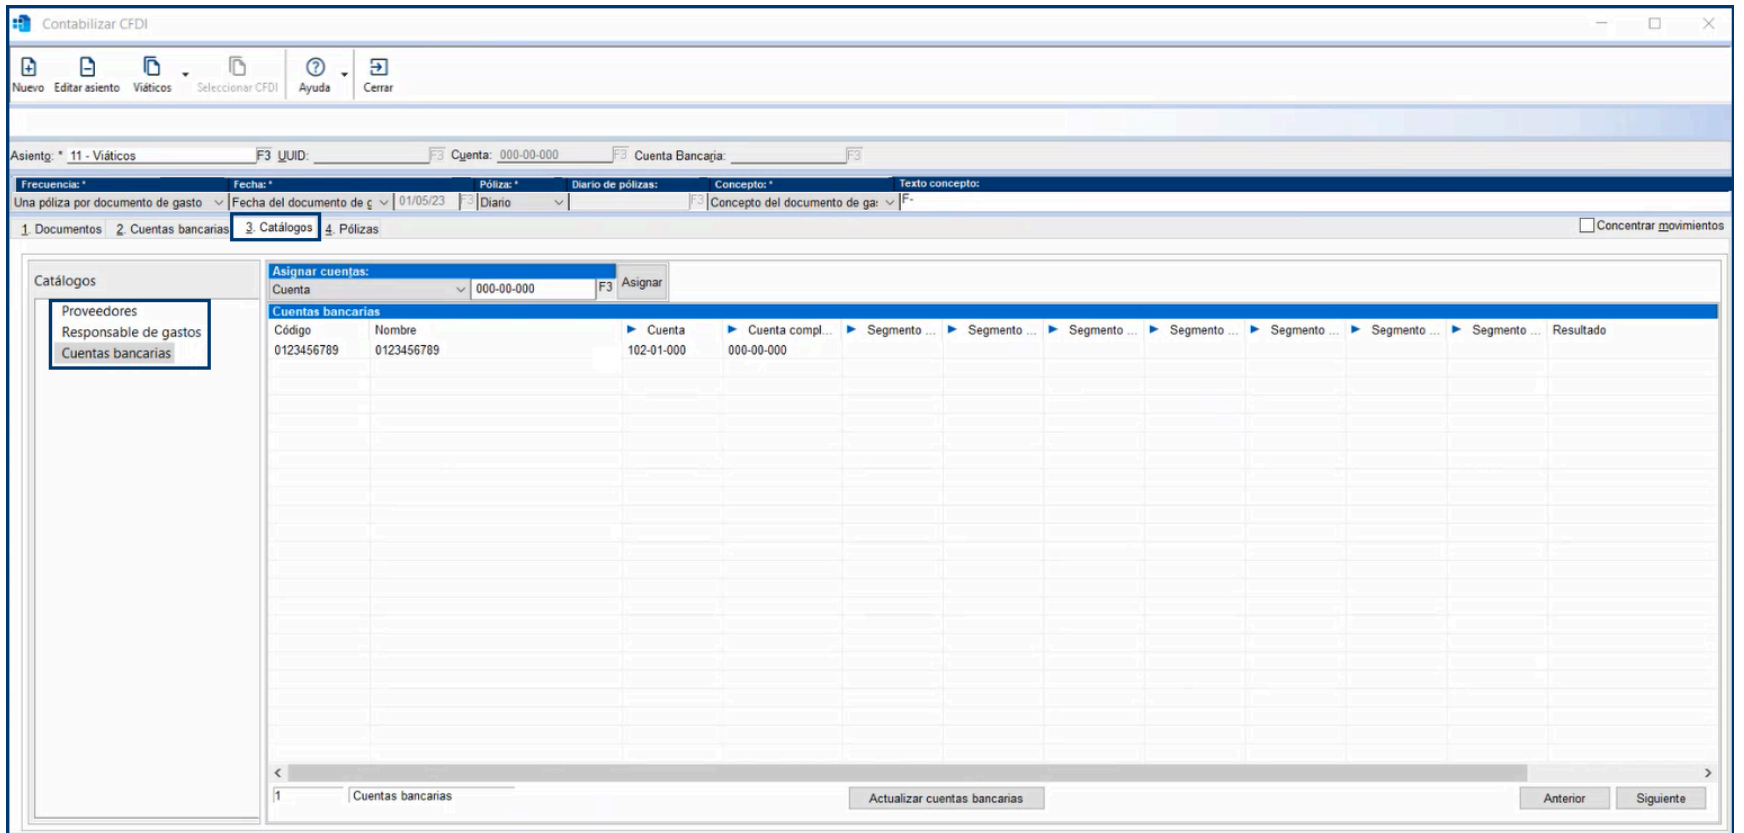 Contabilizar CFDI
Nuevo Editar asiento Viáticos Seleccionar CFDI Ayuda Cerrar
Asiento: * 11 - Viáticos F3 UUID: F3 Cuenta: 000-00-000 F3 Cuenta Bancaria: F3
Frecuencia: * Fecha: * Póliza: * Diario de pólizas: Concepto: * Texto concepto:
Una póliza por documento de gasto Fecha del documento de g 01/05/23 F3 Diario F3 Concepto del documento de ga: F-
1. Documentos 2. Cuentas bancarias 3. Catálogos 4. Pólizas Concentrar movimientos
Catálogos
Proveedores
Responsable de gastos
Cuentas bancarias
Asignar cuentas:
Cuenta 000-00-000 F3 Asignar
Cuentas bancarias
Código Nombre Cuenta Cuenta compl... Segmento ... Segmento ... Segmento ... Segmento ... Segmento ... Segmento ... Segmento ... Resultado
0123456789 0123456789 102-01-000 000-00-000
1 Cuentas bancarias Actualizar cuentas bancarias Anterior Siguiente